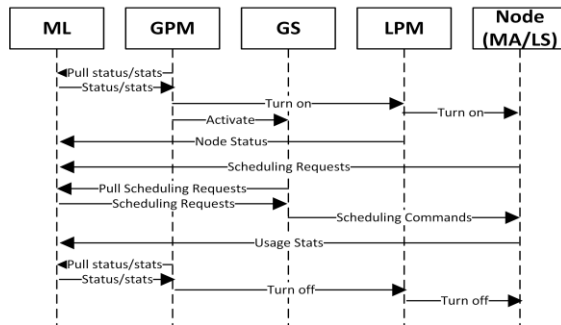 ML
GPM
GS
LPM
Node
(MA/LS)
Pull status/stats
Status/stats
Turn on
Turn on
Activate
Node Status
Scheduling Requests
Pull Scheduling Requests
Scheduling Requests
Scheduling Commands
Usage Stats
Pull status/stats
Status/stats
Turn off
Turn off